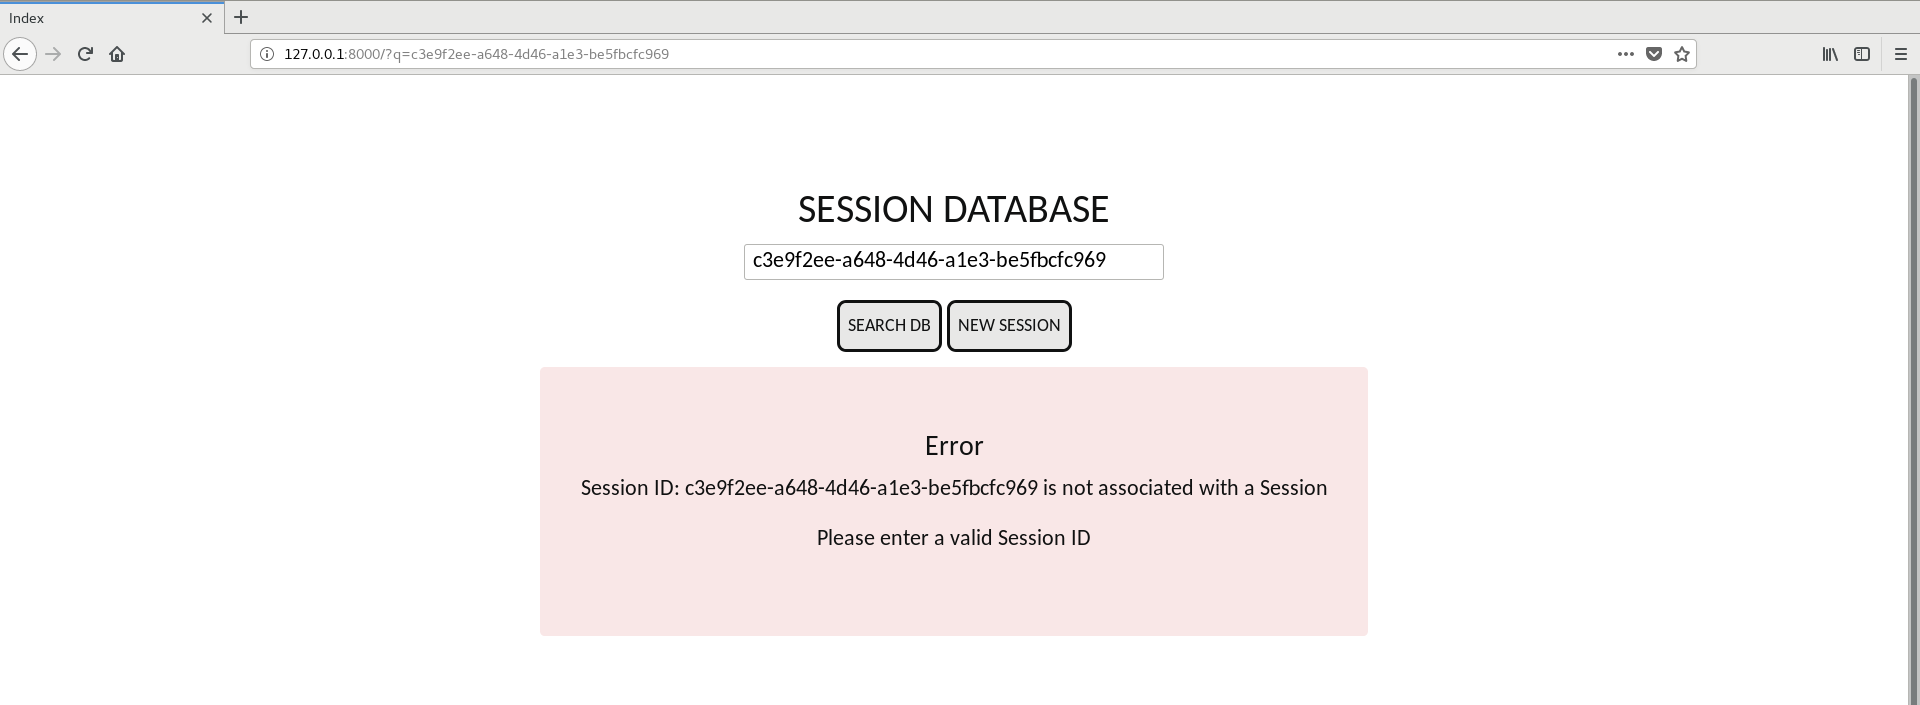 Index
127.0.0.1:8000/?q=c3e9f2ee-a648-4d46-a1e3-be5fbcfc969
SESSION DATABASE
c3e9f2ee-a648-4d46-a1e3-be5fbcfc969
SEARCH DB NEW SESSION
Error
Session ID: c3e9f2ee-a648-4d46-a1e3-be5fbcfc969 is not associated with a Session
Please enter a valid Session ID